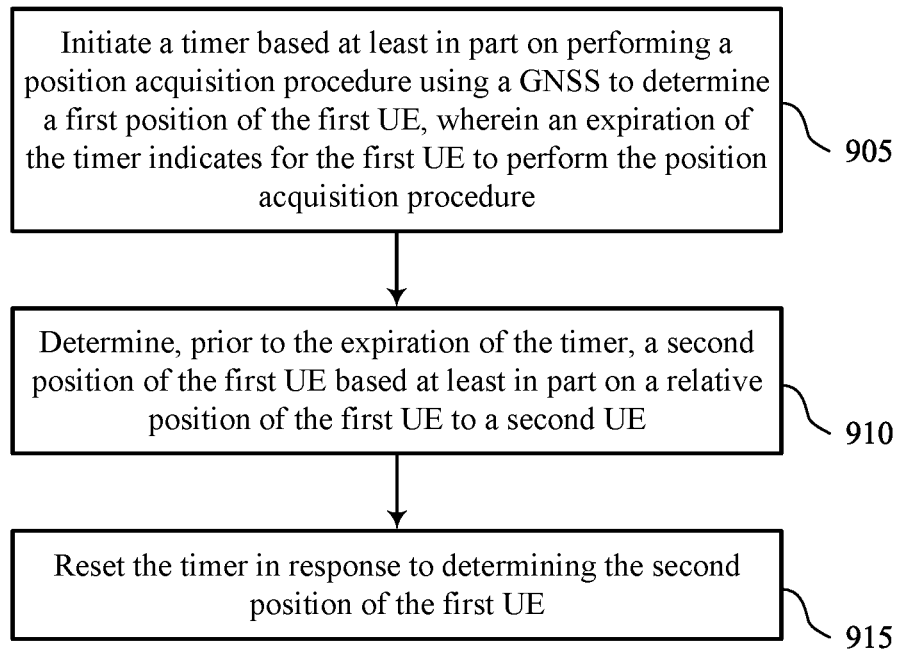 Initiate a timer based at least in part on performing a
position acquisition procedure using a GNSS to determine
a first position of the first UE, wherein an expiration of
the timer indicates for the first UE to perform the position
acquisition procedure
905
Determine, prior to the expiration of the timer, a second
position of the first UE based at least in part on a relative
position of the first UE to a second UE
910
Reset the timer in response to determining the second
position of the first UE
915